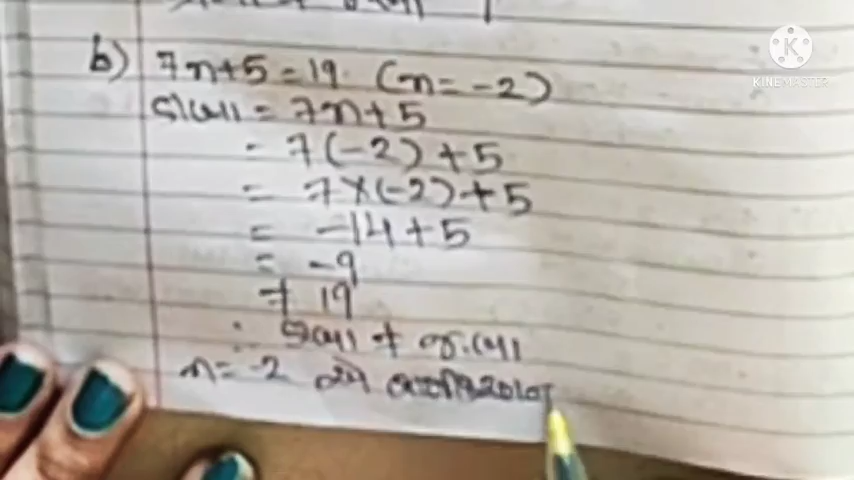 b) 7n+5 = 19. (n = -2)
ડાબા = 7n+5
= 7(-2) + 5
= 7×(-2) + 5
= -14 + 5
= -9
≠ 19
∴ ડાબા ≠ જ.બા
n = -2 એ
KINEMASTER